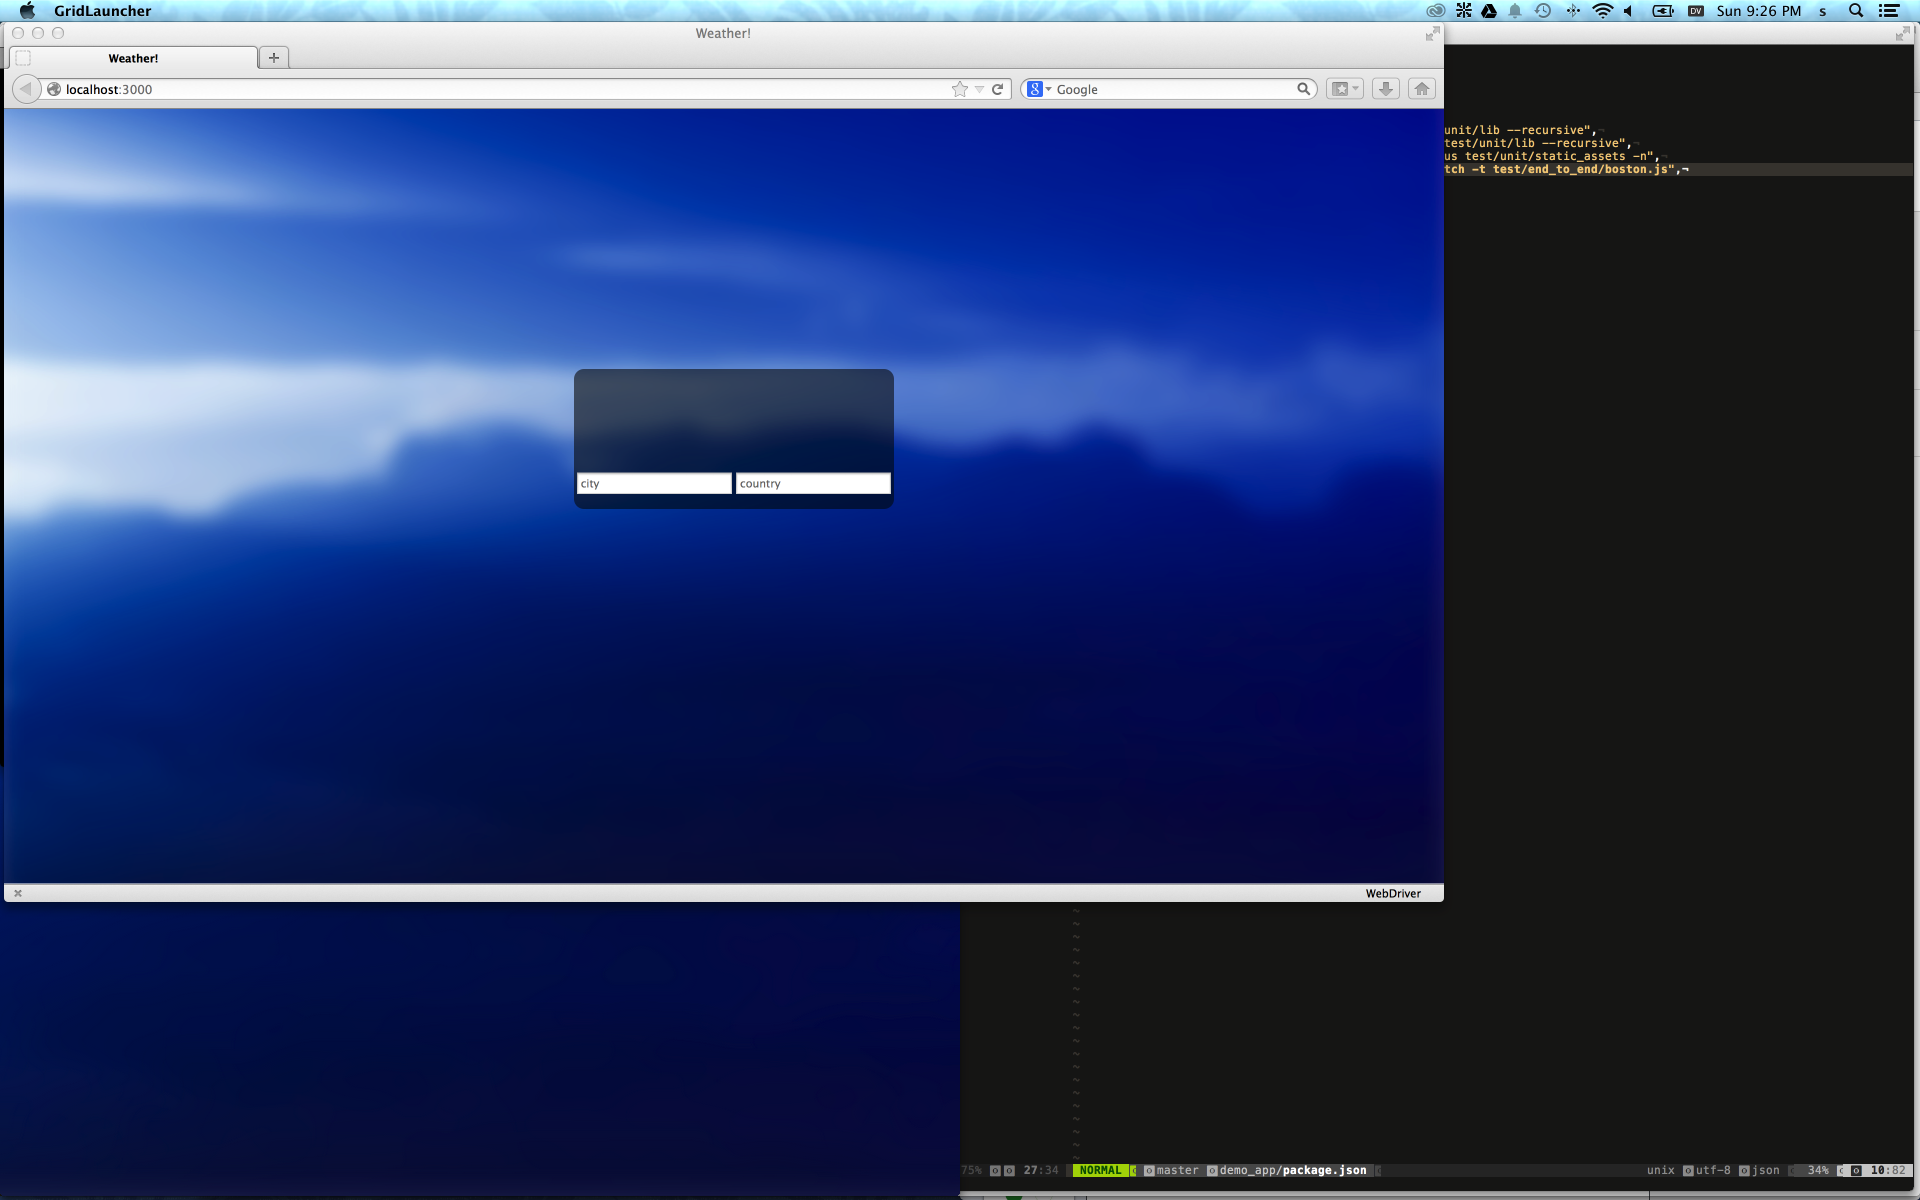 GridLauncher
DV
Sun 9:26 PM
s
Weather!
Weather!
localhost:3000
Google
unit/lib --recursive",¬
test/unit/lib --recursive",¬
us test/unit/static_assets -n",¬
tch -t test/end_to_end/boston.js",¬
city
country
WebDriver
75%
27:34
NORMAL
master
demo_app/package.json
unix
utf-8
json
34%
10:82